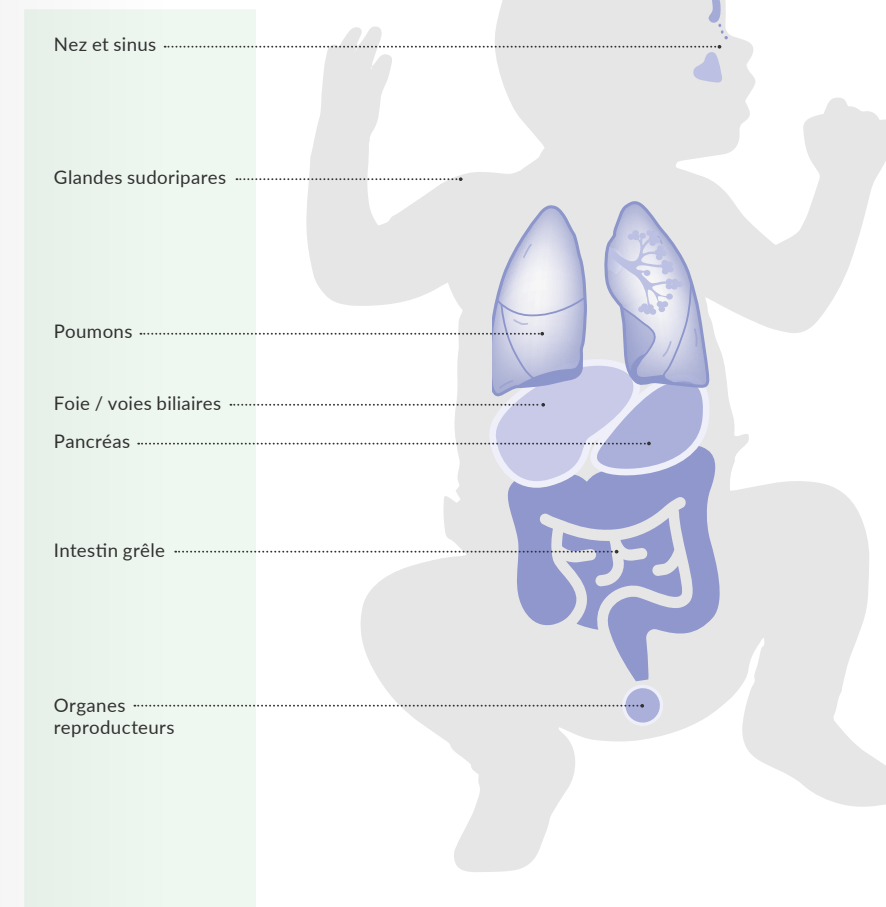 Nez et sinus
Glandes sudoripares
Poumons
Foie / voies biliaires
Pancréas
Intestin grêle
Organes
reproducteurs